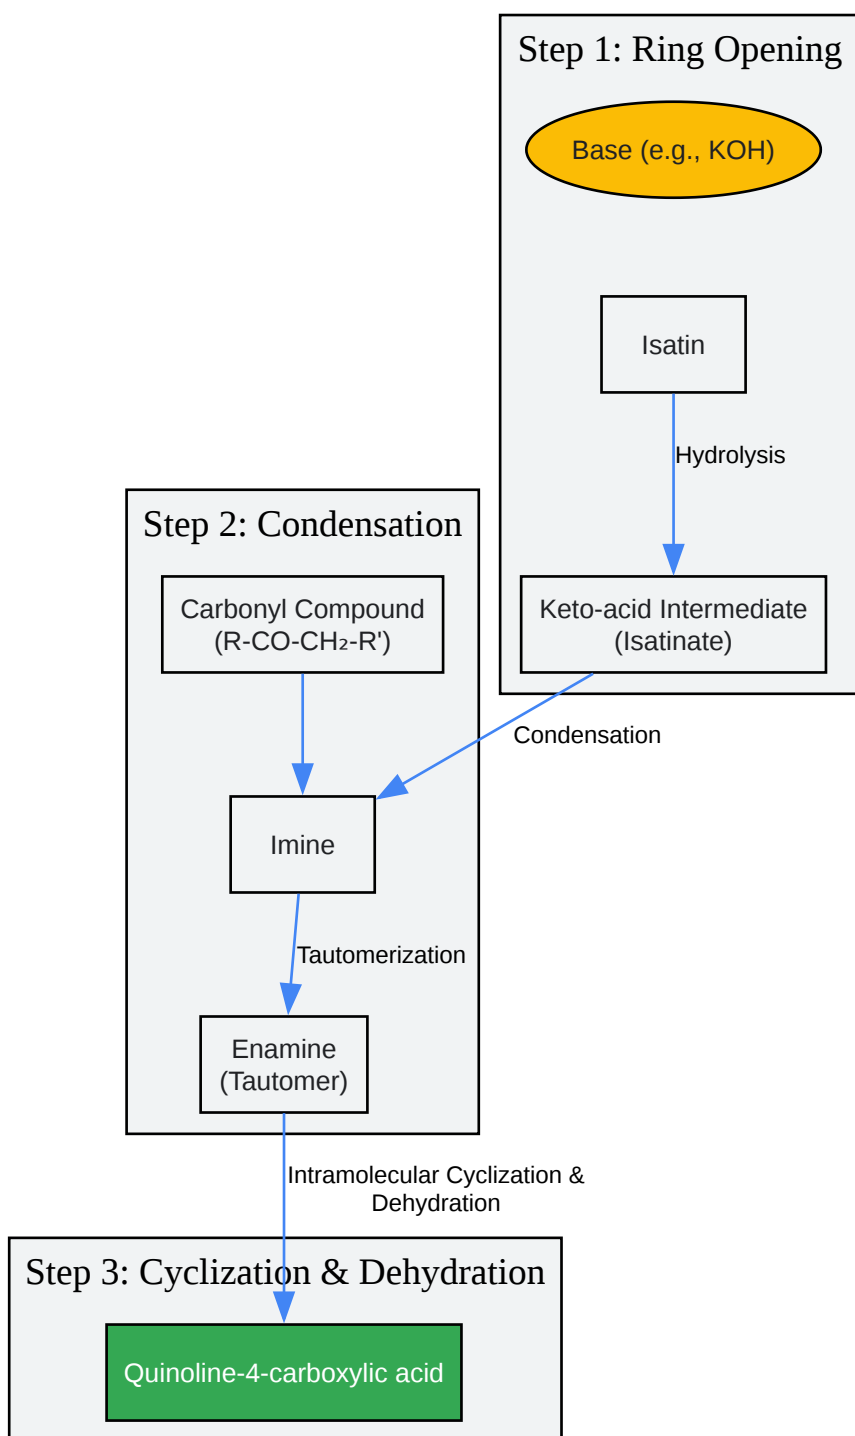 Step 1: Ring Opening
Base (e.g., KOH)
Isatin
Hydrolysis
Step 2: Condensation
Carbonyl Compound
(R-CO-CH₂-R')
Keto-acid Intermediate
(Isatinate)
Condensation
Imine
Tautomerization
Enamine
(Tautomer)
Intramolecular Cyclization &
Dehydration
Step 3: Cyclization & Dehydration
Quinoline-4-carboxylic acid